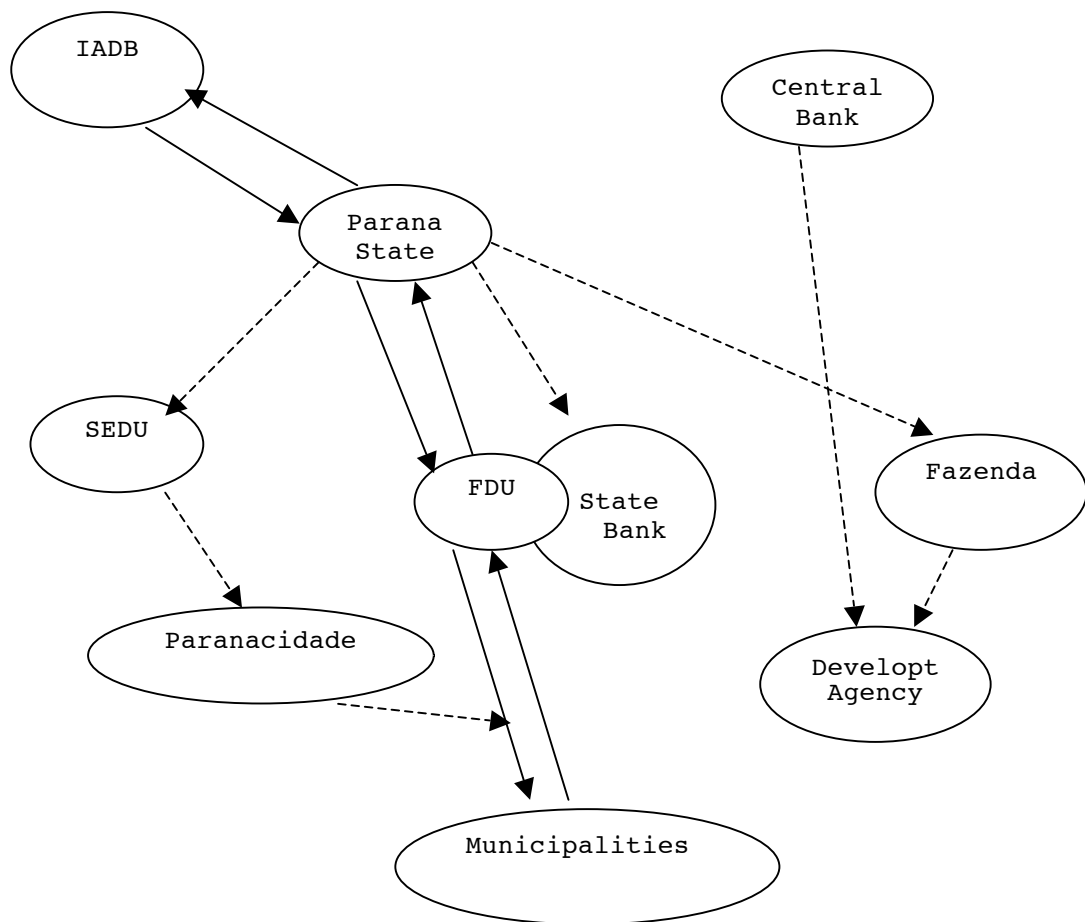 IADB
Central
Bank
Parana
State
SEDU
FDU
State
Bank
Fazenda
Paranacidade
Developt
Agency
Municipalities